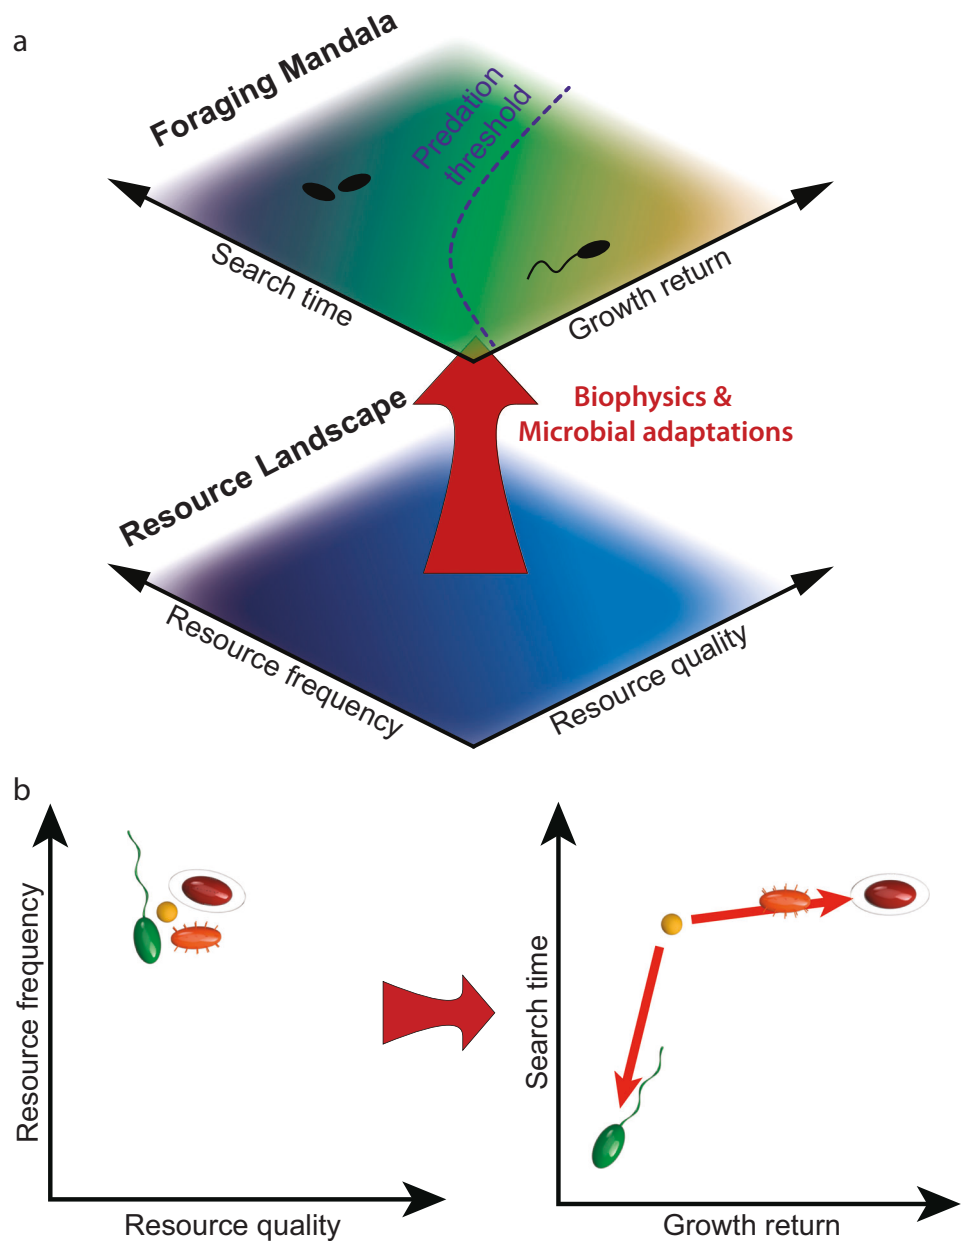 a
Foraging Mandala
Predation
threshold
Search time
Growth return
Biophysics &
Microbial adaptations
Resource Landscape
Resource frequency
Resource quality
b
Resource frequency
Resource quality
Search time
Growth return